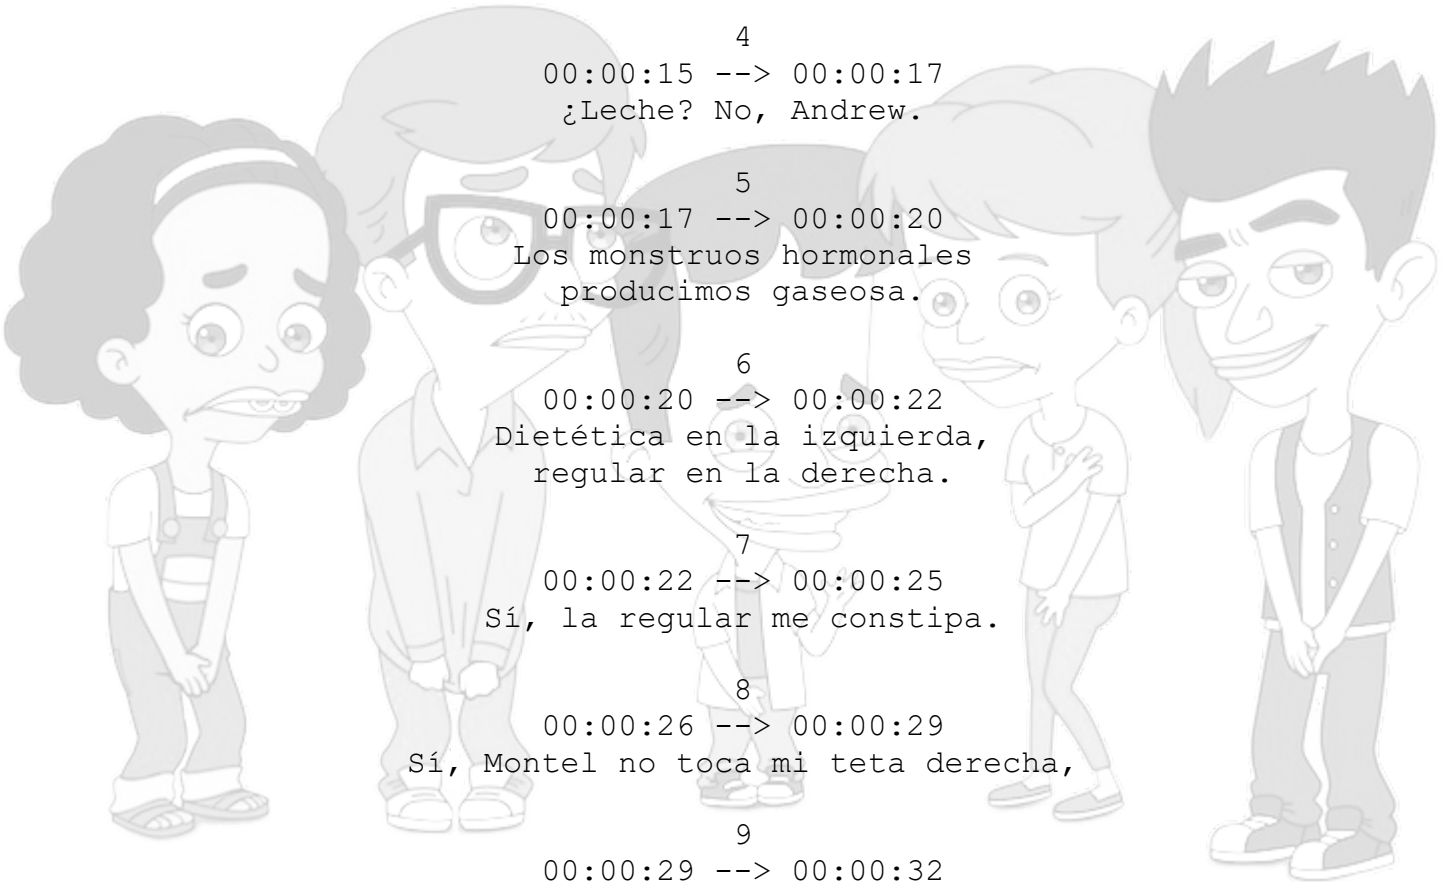 4
00:00:15 --> 00:00:17
¿Leche? No, Andrew.
5
00:00:17 --> 00:00:20
Los monstruos hormonales
producimos gaseosa.
6
00:00:20 --> 00:00:22
Dietética en la izquierda,
regular en la derecha.
7
00:00:22 --> 00:00:25
Sí, la regular me constipa.
8
00:00:26 --> 00:00:29
Sí, Montel no toca mi teta derecha,
9
00:00:29 --> 00:00:32